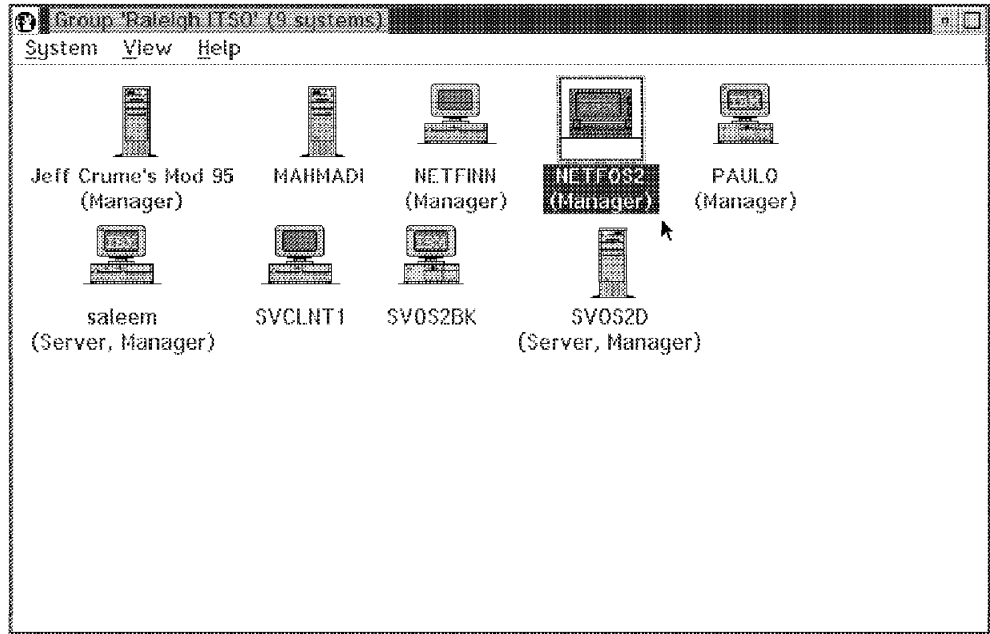 Group 'Raleigh ITSO' (9 systems)
System View Help
Jeff Crume's Mod 95 MAHMADI NETFINN NETFOS2 PAULO
(Manager) (Manager) (Manager) (Manager)
saleem SVCLNT1 SVOS2BK SVOS2D
(Server, Manager) (Server, Manager)